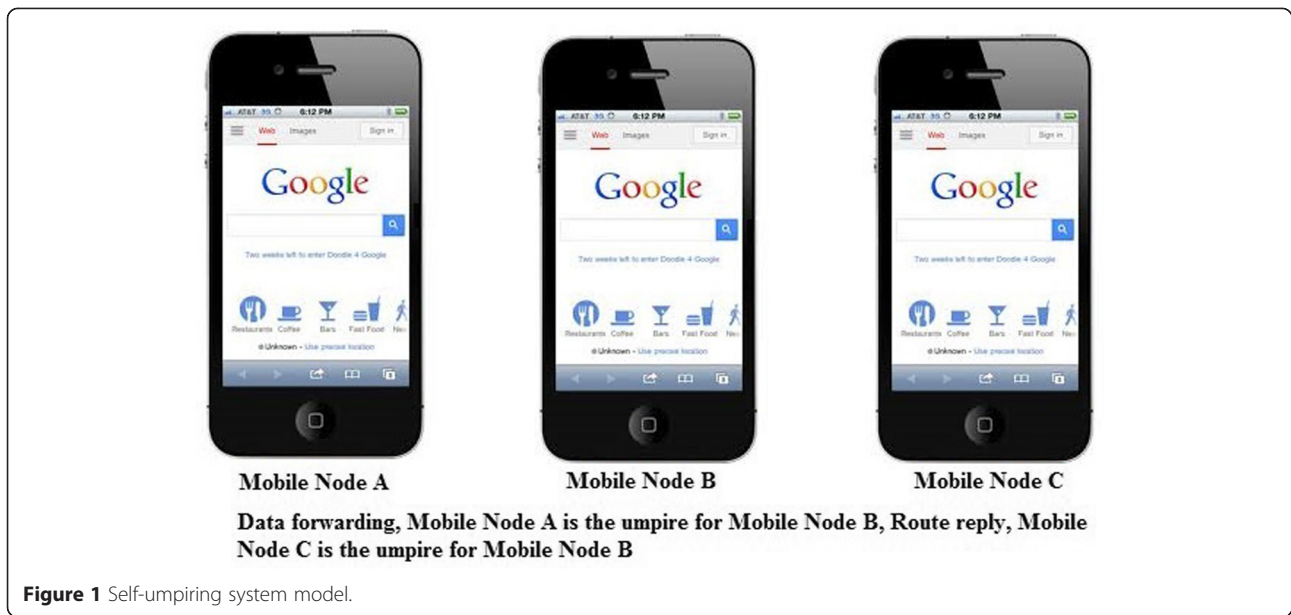 AT&T 3G 6:12 PM
Web Images Sign in
Google
Two weeks left to enter Doodle 4 Google
Restaurants Coffee Bars Fast Food
Unknown - Use precise location
AT&T 3G 6:12 PM
Web Images Sign in
Google
Two weeks left to enter Doodle 4 Google
Restaurants Coffee Bars Fast Food
Unknown - Use precise location
AT&T 3G 6:12 PM
Web Images Sign in
Google
Two weeks left to enter Doodle 4 Google
Restaurants Coffee Bars Fast Food
Unknown - Use precise location
Mobile Node A
Mobile Node B
Mobile Node C
Data forwarding, Mobile Node A is the umpire for Mobile Node B, Route reply, Mobile
Node C is the umpire for Mobile Node B
Figure 1 Self-umpiring system model.